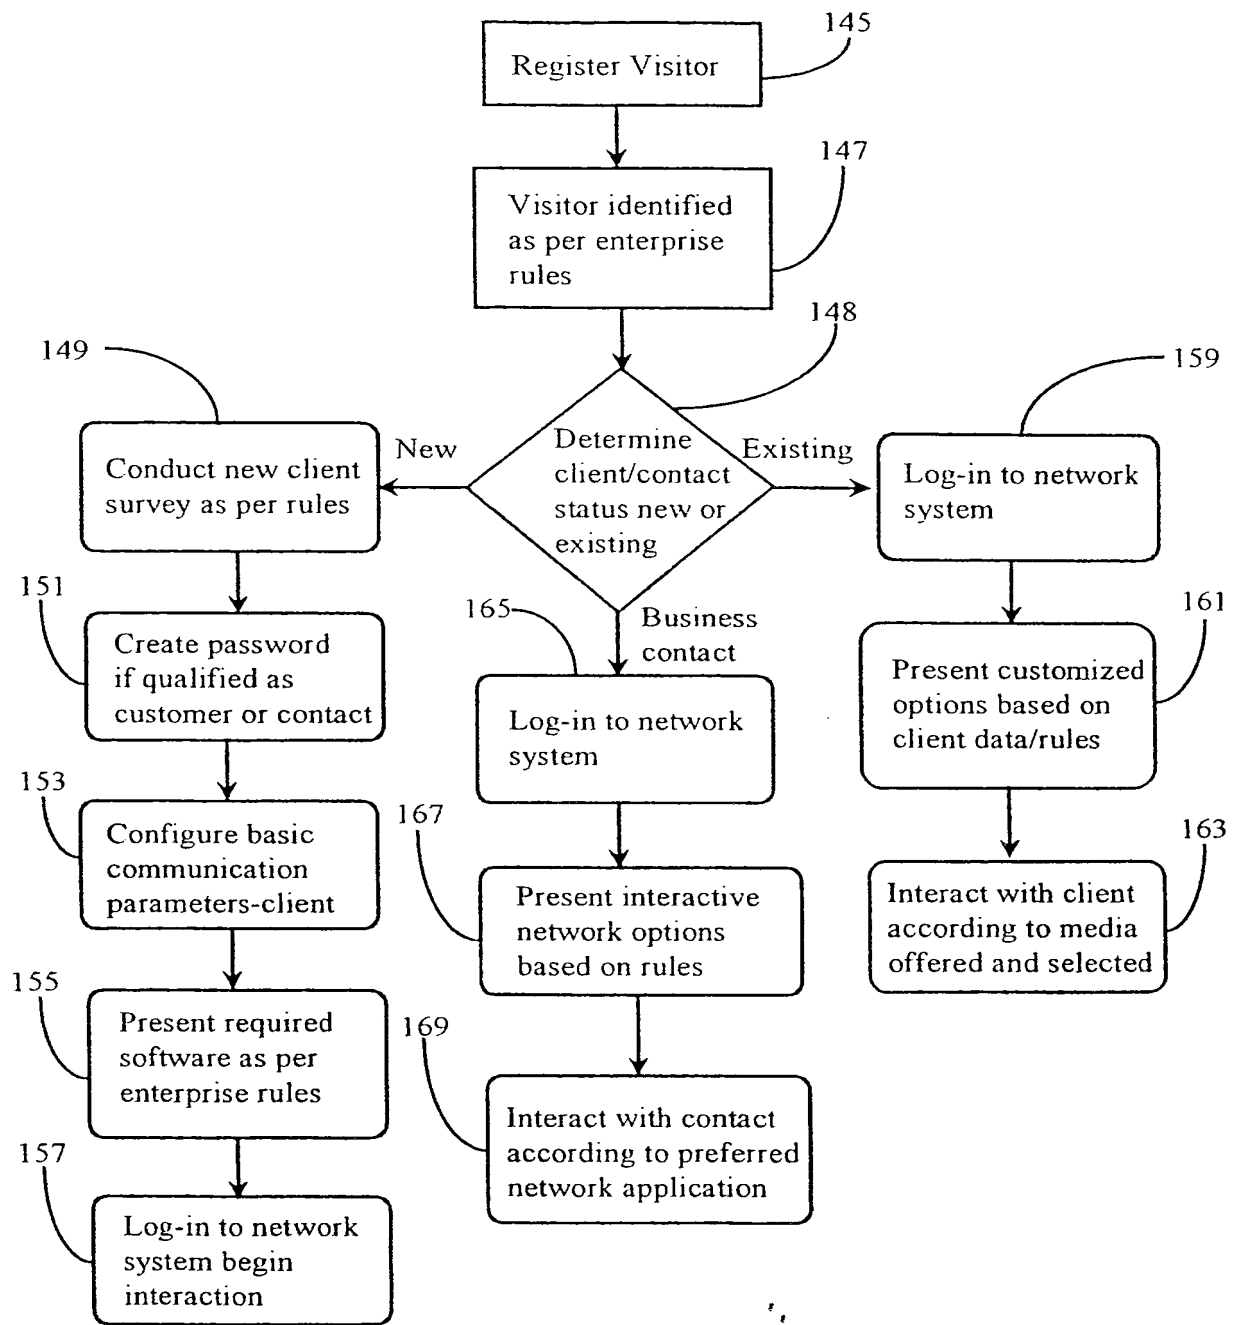 145
Register Visitor
147
Visitor identified
as per enterprise
rules
148
149
159
New
Determine
client/contact
status new or
existing
Existing
Conduct new client
survey as per rules
Log-in to network
system
151
Create password
if qualified as
customer or contact
165
Business
contact
161
Log-in to network
system
Present customized
options based on
client data/rules
153
Configure basic
communication
parameters-client
167
Present interactive
network options
based on rules
163
Interact with client
according to media
offered and selected
155
Present required
software as per
enterprise rules
169
Interact with contact
according to preferred
network application
157
Log-in to network
system begin
interaction